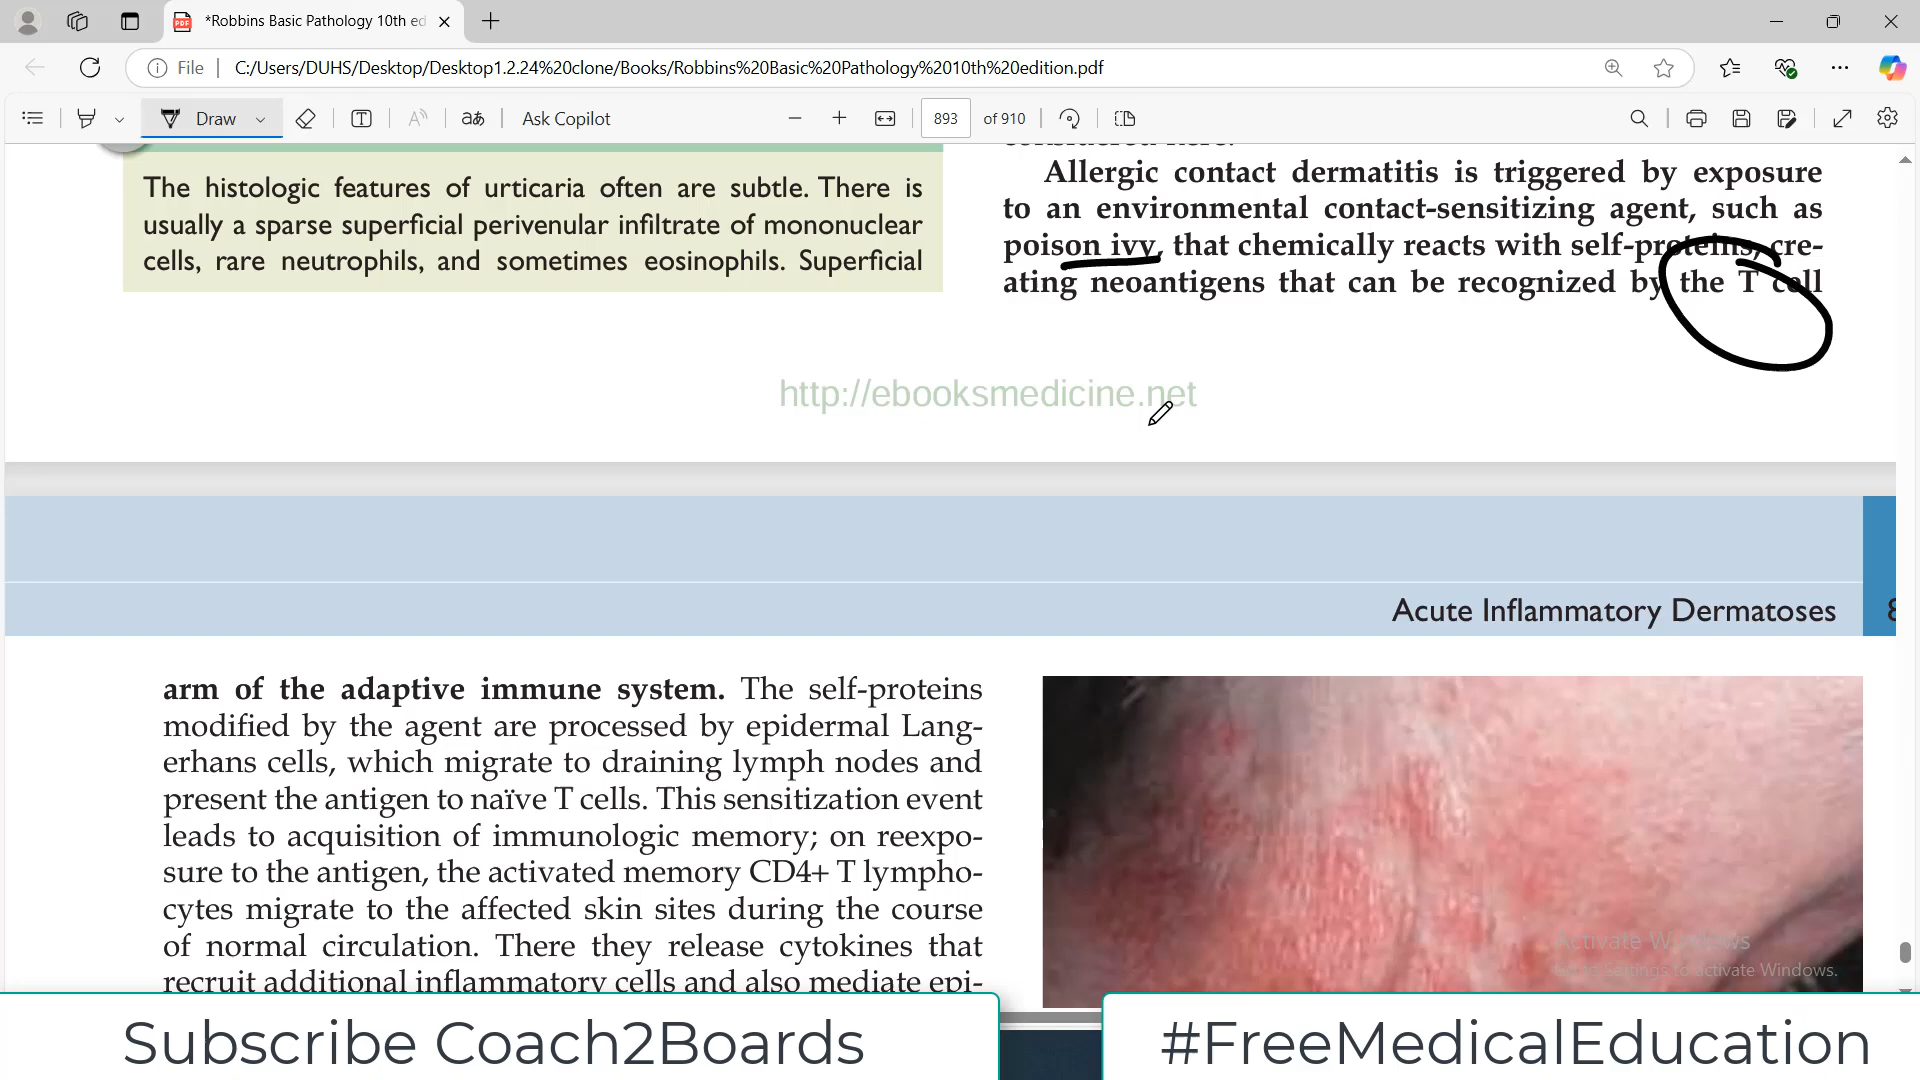 *Robbins Basic Pathology 10th ed
File
C:/Users/DUHS/Desktop/Desktop1.2.24%20clone/Books/Robbins%20Basic%20Pathology%2010th%20edition.pdf
Draw
Ask Copilot
893 of 910
The histologic features of urticaria often are subtle. There is
usually a sparse superficial perivenular infiltrate of mononuclear
cells, rare neutrophils, and sometimes eosinophils. Superficial
considered here.
Allergic contact dermatitis is triggered by exposure
to an environmental contact-sensitizing agent, such as
poison ivy, that chemically reacts with self-proteins, cre-
ating neoantigens that can be recognized by the T cell
http://ebooksmedicine.net
Acute Inflammatory Dermatoses
arm of the adaptive immune system. The self-proteins
modified by the agent are processed by epidermal Lang-
erhans cells, which migrate to draining lymph nodes and
present the antigen to naïve T cells. This sensitization event
leads to acquisition of immunologic memory; on reexpo-
sure to the antigen, the activated memory CD4+ T lympho-
cytes migrate to the affected skin sites during the course
of normal circulation. There they release cytokines that
recruit additional inflammatory cells and also mediate epi-
Activate Windows
Go to Settings to activate Windows.
Subscribe Coach2Boards
#FreeMedicalEducation